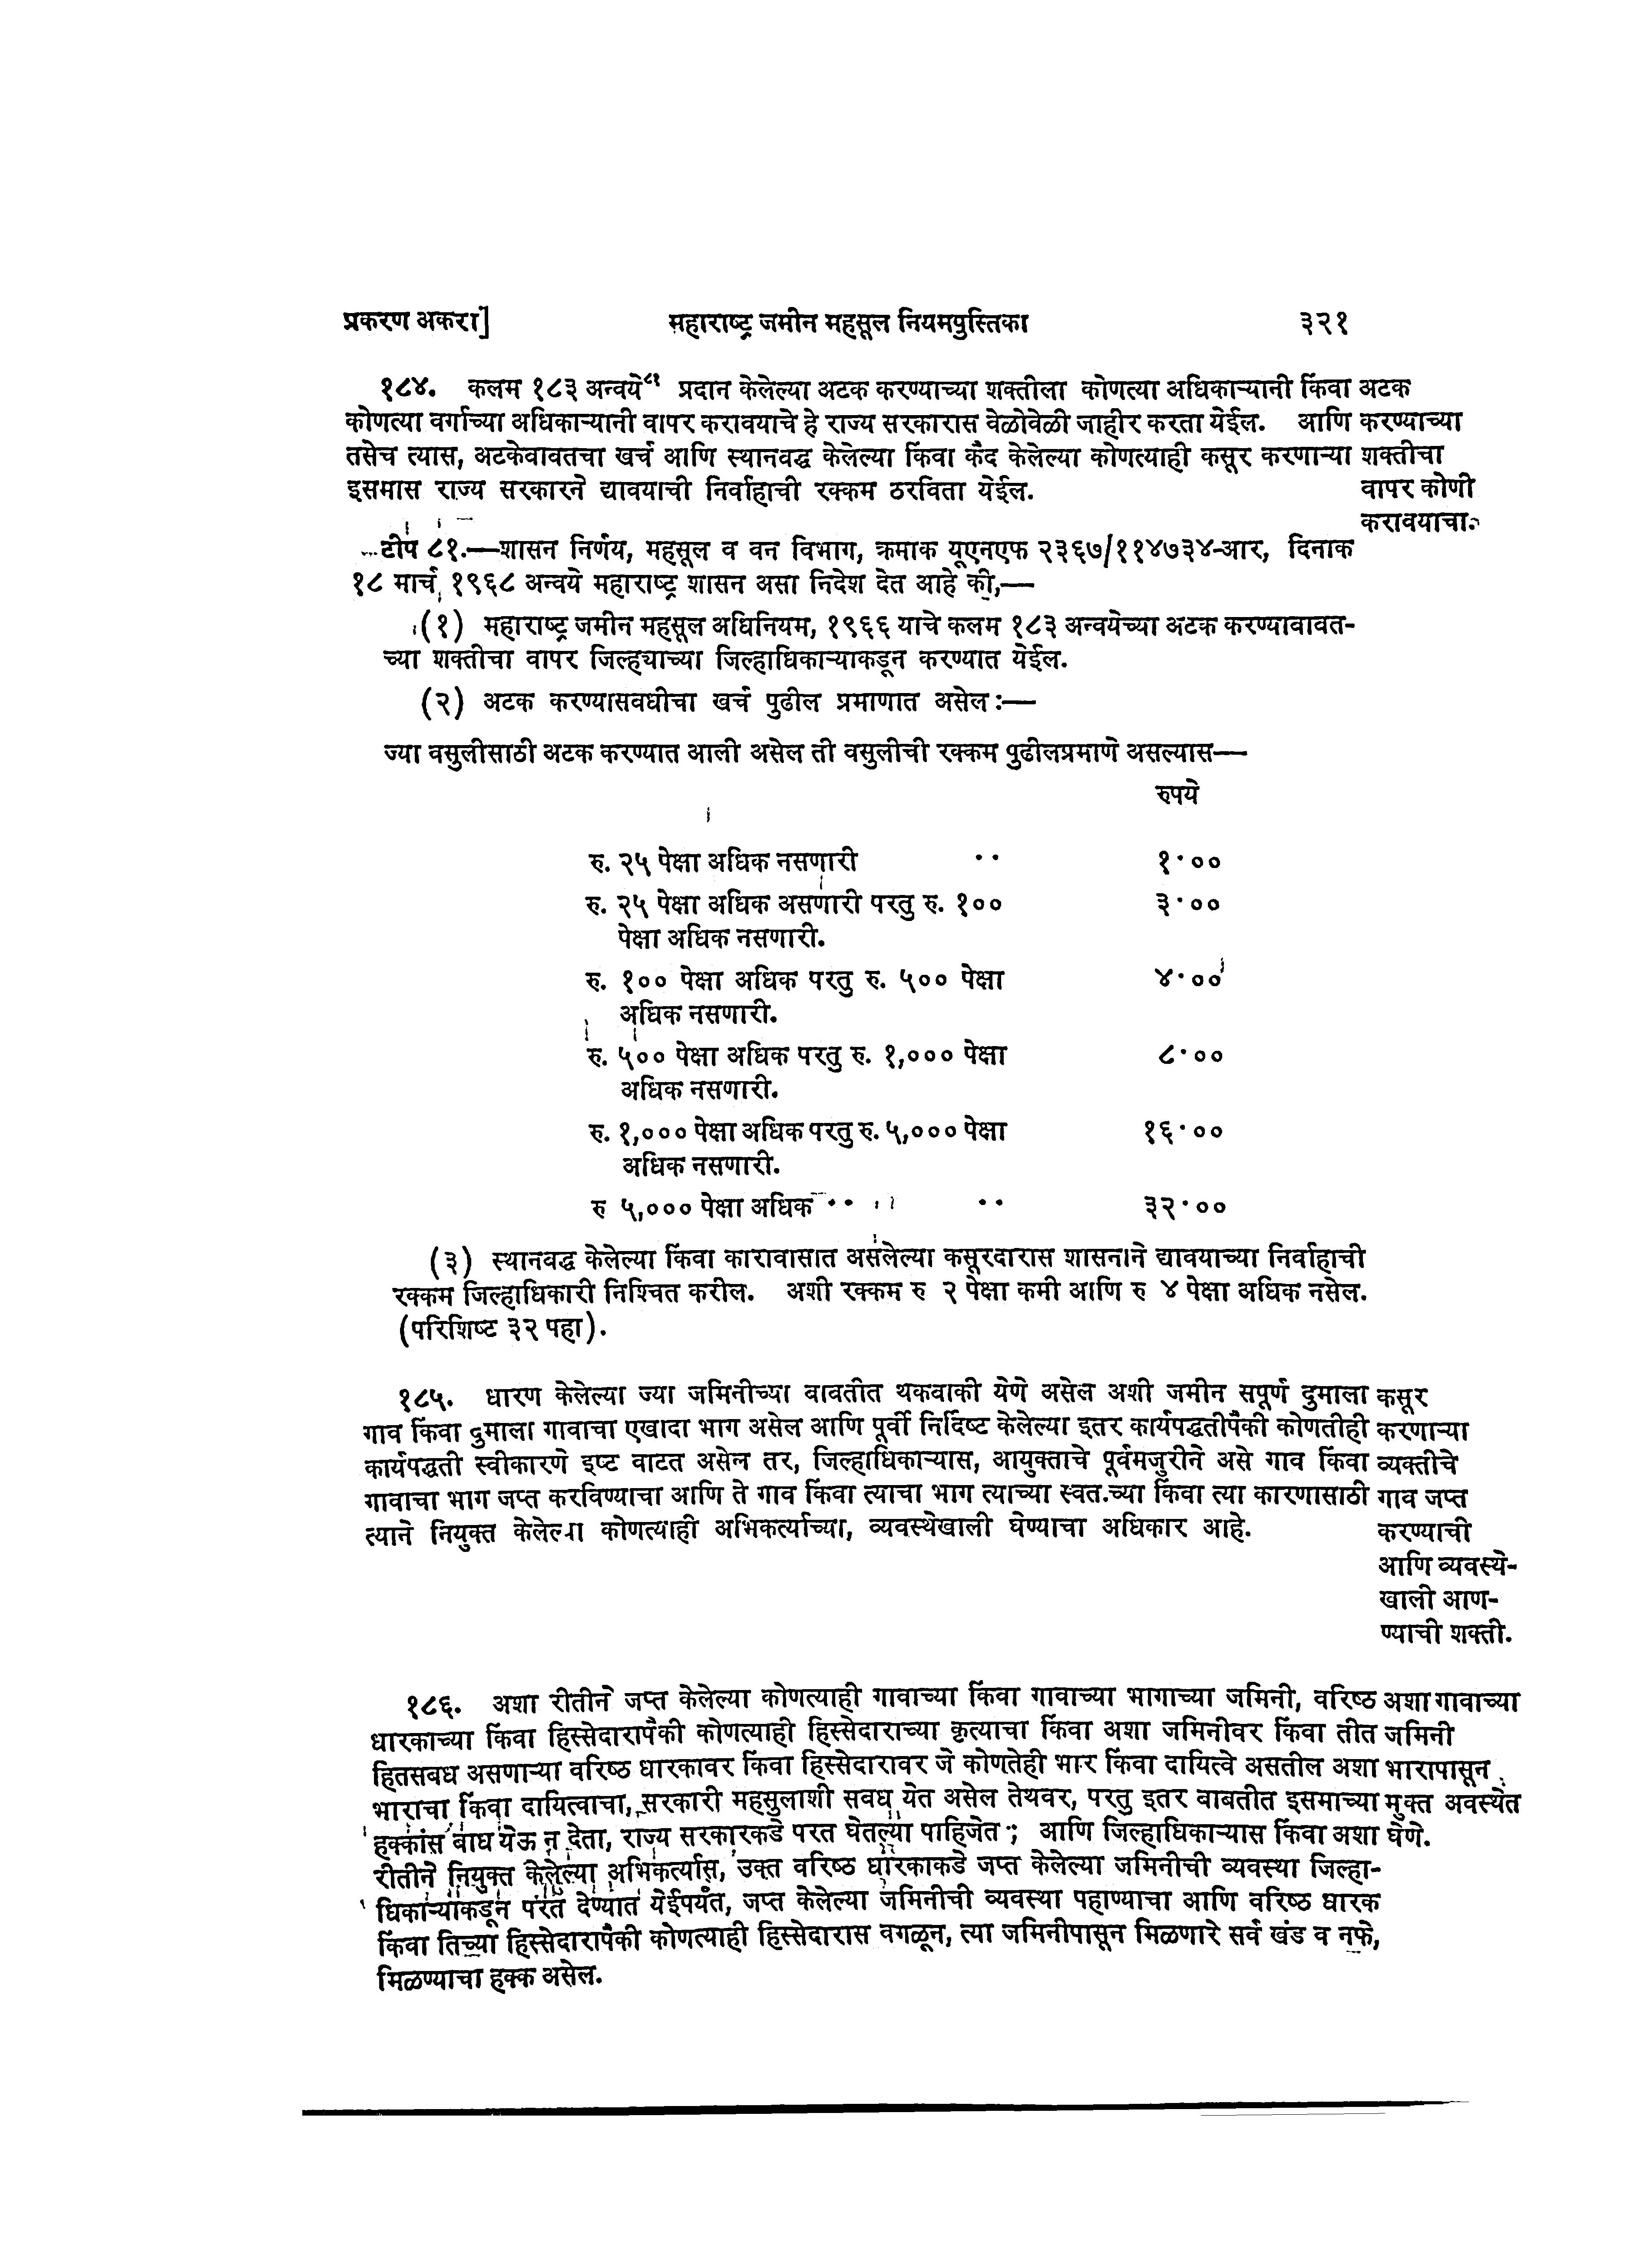 प्रकरण अकरा] महाराष्ट्र जमीन महसूल नियमपुस्तिका ३२१
१८४. कलम १८३ अन्वये⁸¹ प्रदान केलेल्या अटक करण्याच्या शक्तीला कोणत्या अधिकाऱ्यानी किंवा
कोणत्या वर्गाच्या अधिकाऱ्यानी वापर करावयाचे हे राज्य सरकारास वेळोवेळी जाहीर करता येईल. आणि
तसेच त्यास, अटकेबाबतचा खर्च आणि स्थानबद्ध केलेल्या किंवा कैद केलेल्या कोणत्याही कसूर करणाऱ्या
इसमास राज्य सरकारने द्यावयाची निर्वाहाची रक्कम ठरविता येईल.
अटक
करण्याच्या
शक्तीचा
वापर कोणी
करावयाचा.
टीप ८१.—शासन निर्णय, महसूल व वन विभाग, क्रमाक यूएनएफ २३६७/११४७३४-आर, दिनाक
१८ मार्च १९६८ अन्वये महाराष्ट्र शासन असा निदेश देत आहे की,—
(१) महाराष्ट्र जमीन महसूल अधिनियम, १९६६ याचे कलम १८३ अन्वयेच्या अटक करण्याबाबत-
च्या शक्तीचा वापर जिल्ह्याच्या जिल्हाधिकाऱ्याकडून करण्यात येईल.
(२) अटक करण्यासबधीचा खर्च पुढील प्रमाणात असेल :—
ज्या वसुलीसाठी अटक करण्यात आली असेल ती वसुलीची रक्कम पुढीलप्रमाणे असल्यास—
रुपये
रु. २५ पेक्षा अधिक नसणारी .. १·००
रु. २५ पेक्षा अधिक असणारी परतु रु. १०० ३·००
पेक्षा अधिक नसणारी.
रु. १०० पेक्षा अधिक परतु रु. ५०० पेक्षा ४·००
अधिक नसणारी.
रु. ५०० पेक्षा अधिक परतु रु. १,००० पेक्षा ८·००
अधिक नसणारी.
रु. १,००० पेक्षा अधिक परतु रु. ५,००० पेक्षा १६·००
अधिक नसणारी.
रु ५,००० पेक्षा अधिक .. .. ३२·००
(३) स्थानबद्ध केलेल्या किंवा कारावासात असलेल्या कसूरदारास शासनाने द्यावयाच्या निर्वाहाची
रक्कम जिल्हाधिकारी निश्चित करील. अशी रक्कम रु २ पेक्षा कमी आणि रु ४ पेक्षा अधिक नसेल.
(परिशिष्ट ३२ पहा).
१८५. धारण केलेल्या ज्या जमिनीच्या बाबतीत थकबाकी येणे असेल अशी जमीन सपूर्ण दुमाला
गाव किंवा दुमाला गावाचा एखादा भाग असेल आणि पूर्वी निर्दिष्ट केलेल्या इतर कार्यपद्धतीपैकी कोणतीही
कार्यपद्धती स्वीकारणे इष्ट वाटत असेल तर, जिल्हाधिकाऱ्यास, आयुक्ताचे पूर्वमजुरीने असे गाव किंवा
गावाचा भाग जप्त करविण्याचा आणि ते गाव किंवा त्याचा भाग त्याच्या स्वत.च्या किंवा त्या कारणासाठी
त्याने नियुक्त केलेल्या कोणत्याही अभिकर्त्याच्या, व्यवस्थेखाली घेण्याचा अधिकार आहे.
कसूर
करणाऱ्या
व्यक्तीचे
गाव जप्त
करण्याची
आणि व्यवस्थे-
खाली आण-
ण्याची शक्ती.
१८६. अशा रीतीने जप्त केलेल्या कोणत्याही गावाच्या किंवा गावाच्या भागाच्या जमिनी, वरिष्ठ
धारकाच्या किंवा हिस्सेदारापैकी कोणत्याही हिस्सेदाराच्या कृत्याचा किंवा अशा जमिनीवर किंवा तीत
हितसबध असणाऱ्या वरिष्ठ धारकावर किंवा हिस्सेदारावर जे कोणतेही भार किंवा दायित्वे असतील अशा
भाराचा किंवा दायित्वाचा, सरकारी महसुलाशी सबध येत असेल तेथवर, परतु इतर बाबतीत इसमाच्या
हक्कास बाध येऊ न देता, राज्य सरकारकडे परत घेतल्या पाहिजेत ; आणि जिल्हाधिकाऱ्यास किंवा अशा
रीतीने नियुक्त केलेल्या अभिकर्त्यास, उक्त वरिष्ठ धारकाकडे जप्त केलेल्या जमिनीची व्यवस्था जिल्हा-
धिकाऱ्याकडून परत देण्यात येईपर्यंत, जप्त केलेल्या जमिनीची व्यवस्था पहाण्याचा आणि वरिष्ठ धारक
किंवा तिच्या हिस्सेदारापैकी कोणत्याही हिस्सेदारास वगळून, त्या जमिनीपासून मिळणारे सर्व खंड व नफे,
मिळण्याचा हक्क असेल.
अशा गावाच्या
जमिनी
भारापासून
मुक्त अवस्थेत
घेणे.